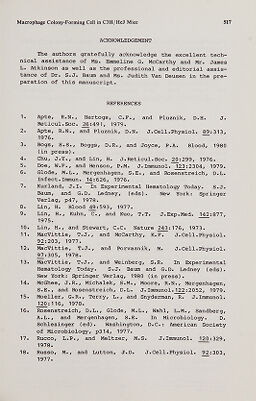 Macrophage Colony-Forming Cell in C3H/HeJ Mice 517
ACKNOWLEDGEMENT
The authors gratefully acknowledge the excellent tech-
nical assistance of Ms. Emmeline G. McCarthy and Mr. James
L. Atkinson as well as the professional and editorial assis-
tance of Dr. S.J. Baum and Ms. Judith Van Deusen in the pre-
paration of this manuscript.
REFERENCES
1. Apte, R.N., Hertogs, C.F., and Pluznik, D.H. J.
Reticul.Soc. 26:491, 1979.
2. Apte, R.N., and Pluznik, D.H. J.Cell.Physiol. 89:313,
1976.
3. Boggs, S.S., Boggs, D.R., and Joyce, P.A. Blood, 1980
(in press).
4. Chu, J.Y., and Lin, H. J.Reticul.Soc. 20:299, 1976.
5. Doe, W.F., and Henson, P.M. J.Immunol. 123:2304, 1979.
6. Glode, M.L., Mergenhagen, S.E., and Rosenstreich, D.L.
Infect.Immun. 14:626, 1976.
7. Kurland, J.I. In Experimental Hematology Today. S.J.
Baum, and G.D. Ledney, (eds). New York: Springer
Verlag, p47, 1978.
8. Lin, H. Blood 49:593, 1977.
9. Lin, H., Kuhn, C., and Kuo, T.T. J.Exp.Med. 142:877,
1975.
10. Lin, H., and Stewart, C.C. Nature 243:176, 1973.
11. MacVittie, T.J., and McCarthy, K.F. J.Cell.Physiol.
92:203, 1977.
12. MacVittie, T.J., and Porvaznik, M. J.Cell.Physiol.
97:305, 1978.
13. MacVittie, T.J., and Weinberg, S.R. In Experimental
Hematology Today. S.J. Baum and G.D. Ledney (eds).
New York: Springer Verlag, 1980 (in press).
14. McGhee, J.R., Michalek, S.M., Moore, R.N., Mergenhagen,
S.E., and Rosenstreich, D.L. J.Immunol.122:2052, 1979.
15. Moeller, G.R., Terry, L., and Snyderman, R. J.Immunol.
120:116, 1978.
16. Rosenstreich, D.L., Glode, M.L., Wahl, L.M., Sandberg,
A.L., and Mergenhagen, S.E. In Microbiology. D.
Schlessinger (ed). Washington, D.C.: American Society
of Microbiology, p314, 1977.
17. Rucco, L.P., and Meltzer, M.S. J.Immunol. 120:329,
1978.
18. Russo, M., and Lutton, J.D. J.Cell.Physiol. 92:303,
1977.